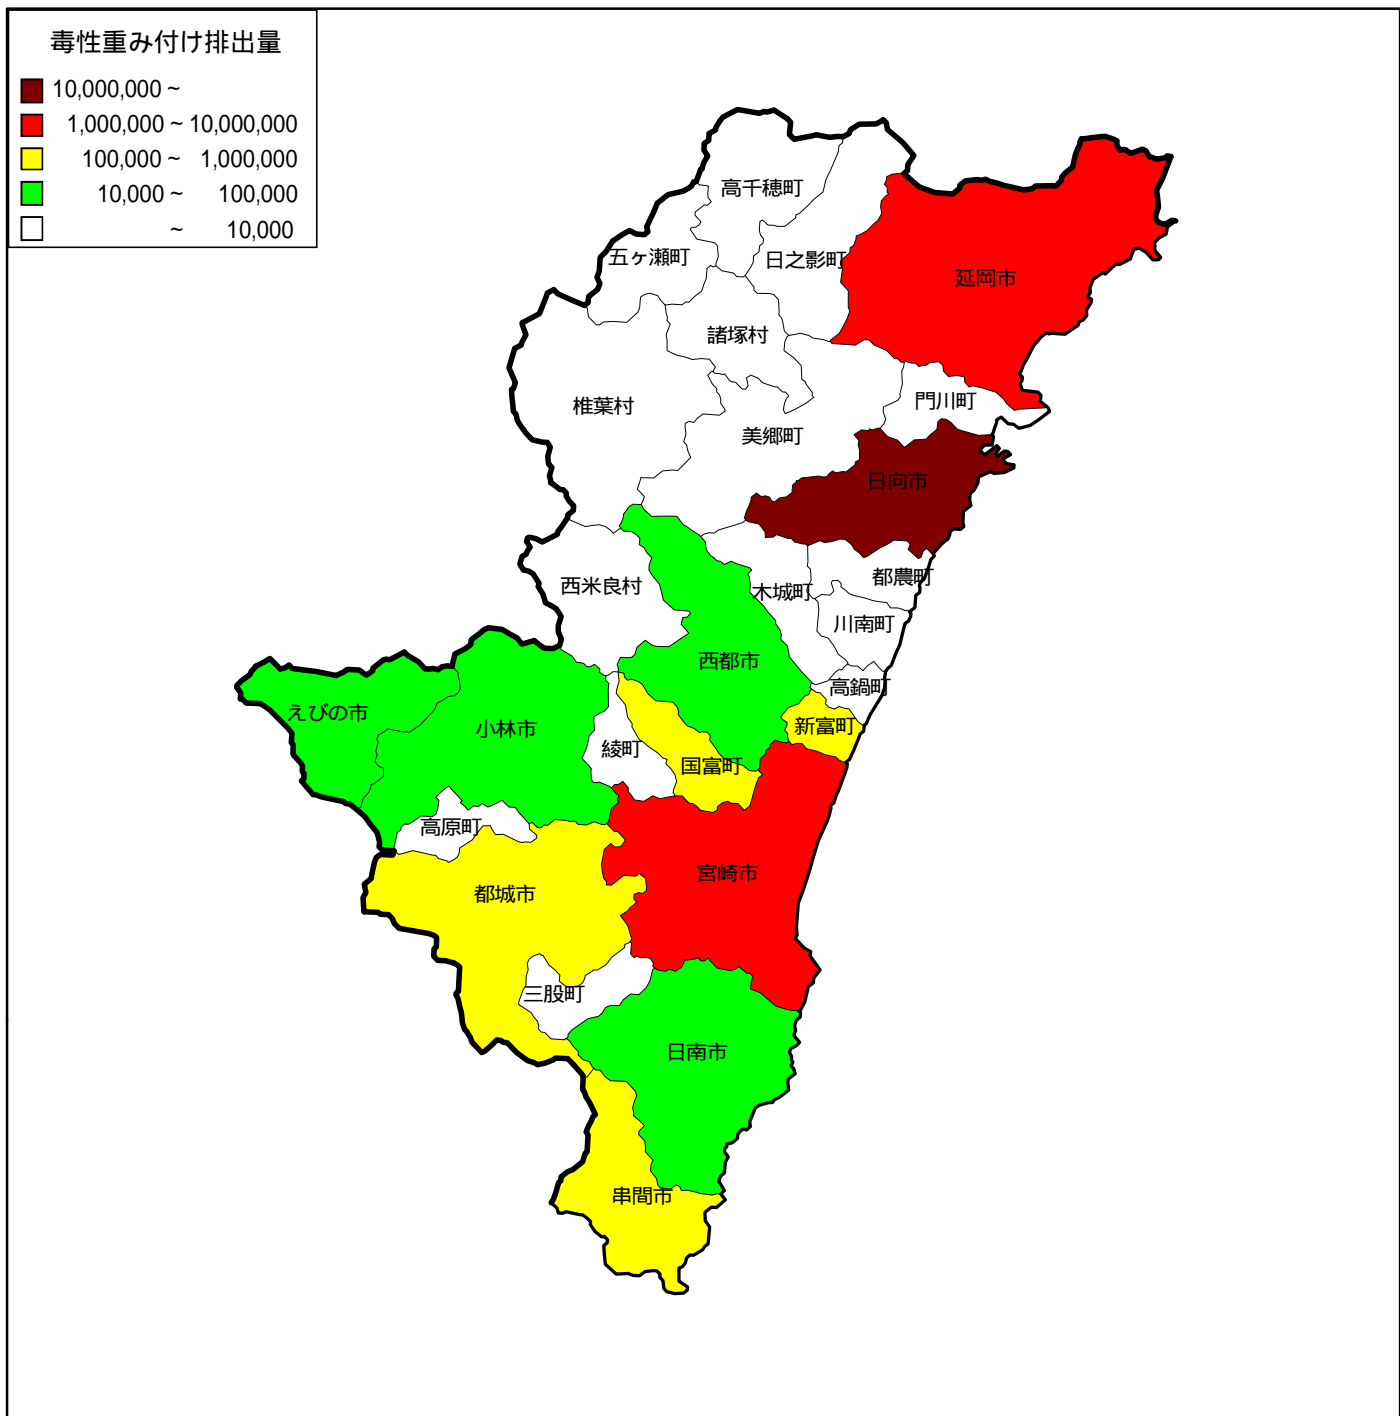 毒性重み付け排出量
10,000,000 ~
1,000,000 ~ 10,000,000
100,000 ~ 1,000,000
10,000 ~ 100,000
~ 10,000
高千穂町
五ヶ瀬町
日之影町
延岡市
諸塚村
椎葉村
門川町
美郷町
日向市
西米良村
木城町
都農町
川南町
西都市
高鍋町
えびの市
小林市
新富町
綾町
国富町
高原町
宮崎市
都城市
三股町
日南市
串間市